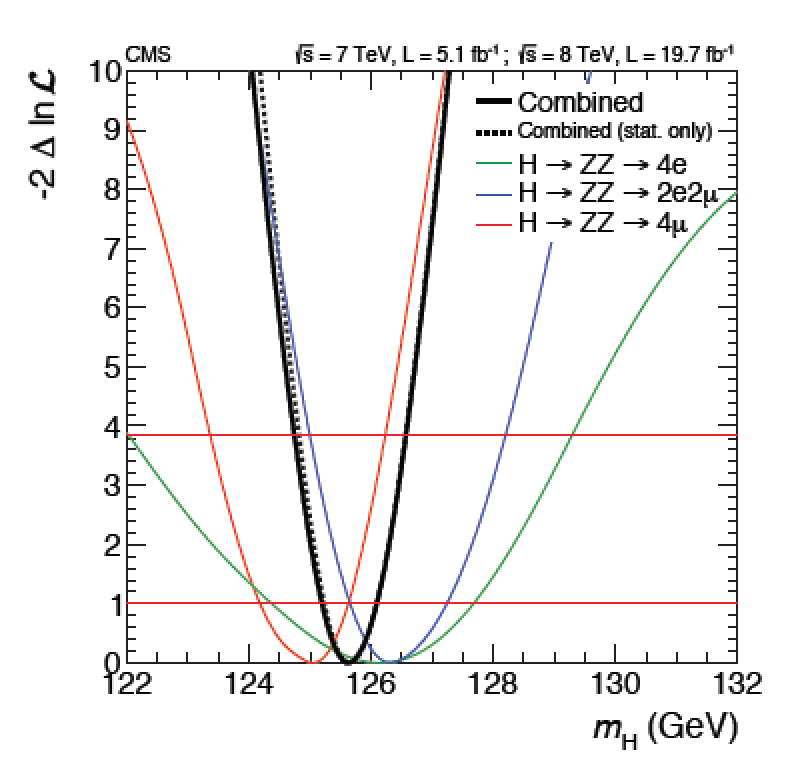 CMS √s = 7 TeV, L = 5.1 fb⁻¹ ; √s = 8 TeV, L = 19.7 fb⁻¹
-2 Δ ln ℒ
10
9
8
7
6
5
4
3
2
1
0
Combined
Combined (stat. only)
H → ZZ → 4e
H → ZZ → 2e2μ
H → ZZ → 4μ
122 124 126 128 130 132
m_H (GeV)